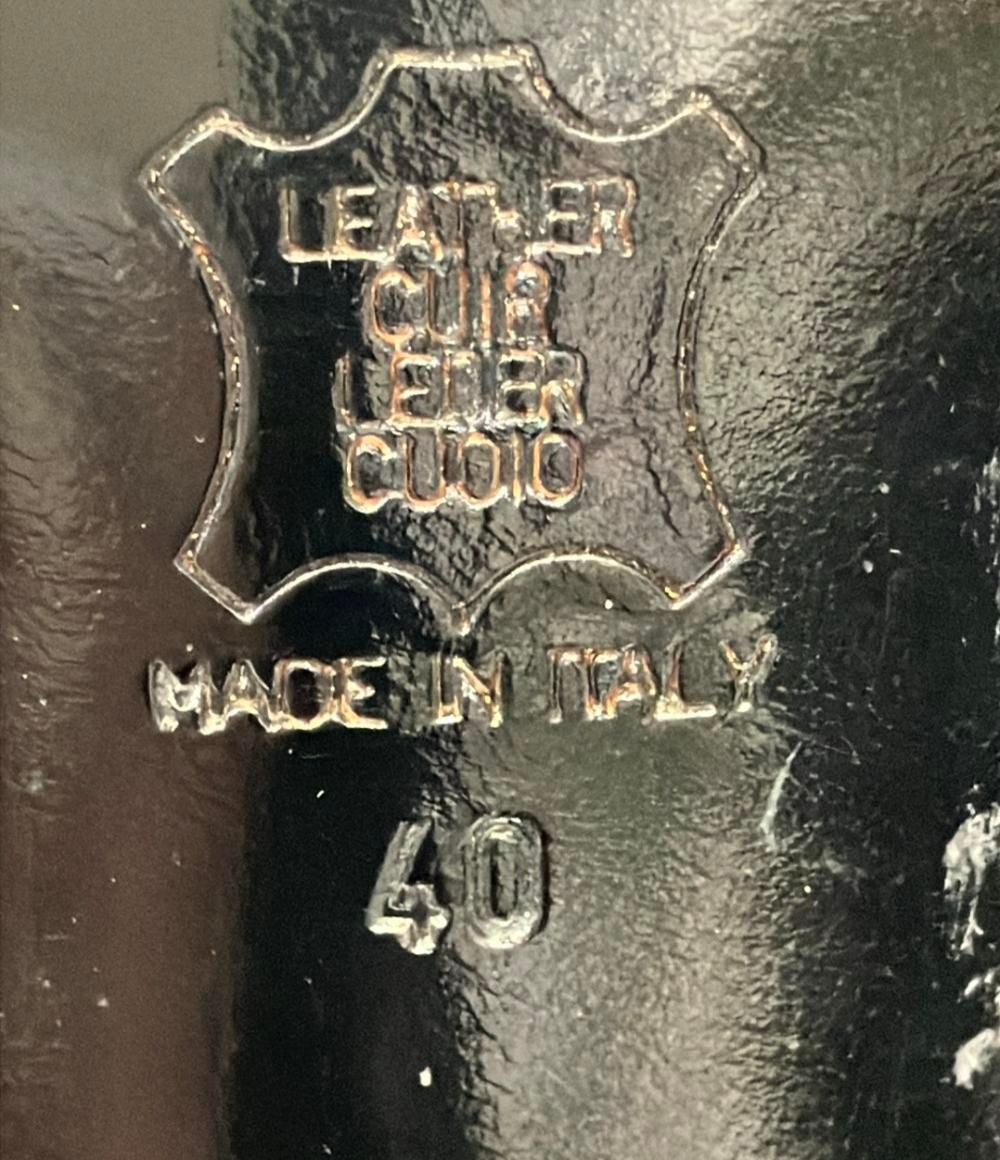 LEATHER
CUIR
LEDER
CUOIO
MADE IN ITALY
40